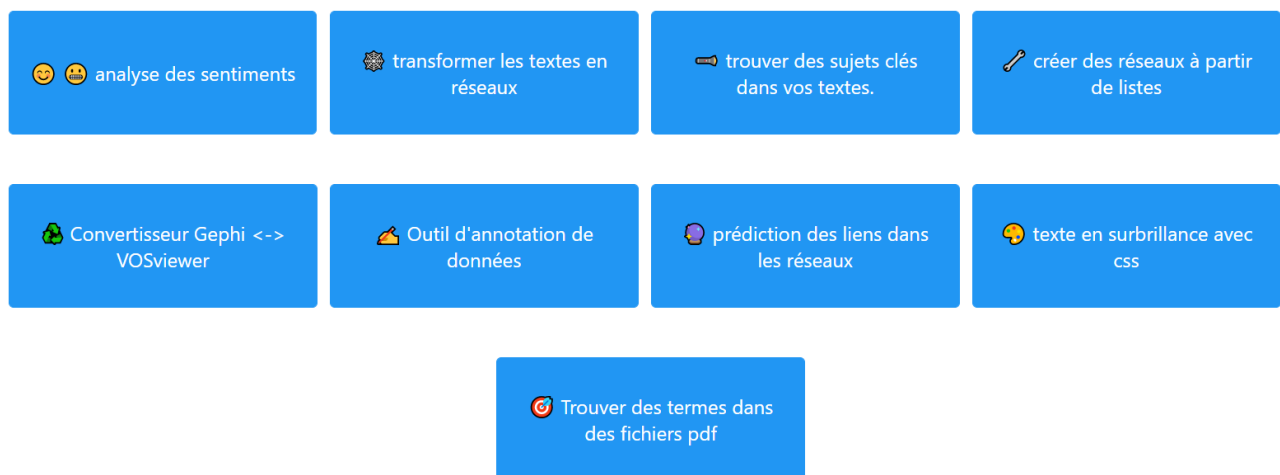 😊 😬 analyse des sentiments
🕸 transformer les textes en
réseaux
🔦 trouver des sujets clés
dans vos textes.
🔧 créer des réseaux à partir
de listes
♻ Convertisseur Gephi <->
VOSviewer
✍ Outil d'annotation de
données
🔮 prédiction des liens dans
les réseaux
🎨 texte en surbrillance avec
css
🎯 Trouver des termes dans
des fichiers pdf